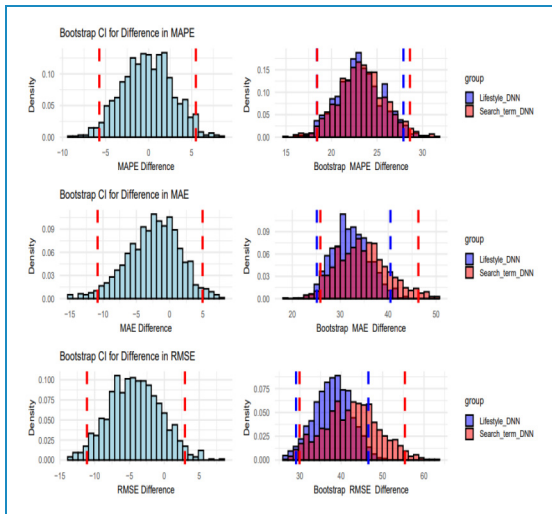 Bootstrap CI for Difference in MAPE
Density
0.10
0.05
0.00
-10
-5
0
5
MAPE Difference
Density
0.15
0.10
0.05
0.00
15
20
25
30
Bootstrap MAPE Difference
group
Lifestyle_DNN
Search_term_DNN
Bootstrap CI for Difference in MAE
Density
0.09
0.06
0.03
0.00
-15
-10
-5
0
5
MAE Difference
Density
0.09
0.06
0.03
0.00
20
30
40
50
Bootstrap MAE Difference
group
Lifestyle_DNN
Search_term_DNN
Bootstrap CI for Difference in RMSE
Density
0.100
0.075
0.050
0.025
0.000
-15
-10
-5
0
5
RMSE Difference
Density
0.075
0.050
0.025
0.000
30
40
50
60
Bootstrap RMSE Difference
group
Lifestyle_DNN
Search_term_DNN